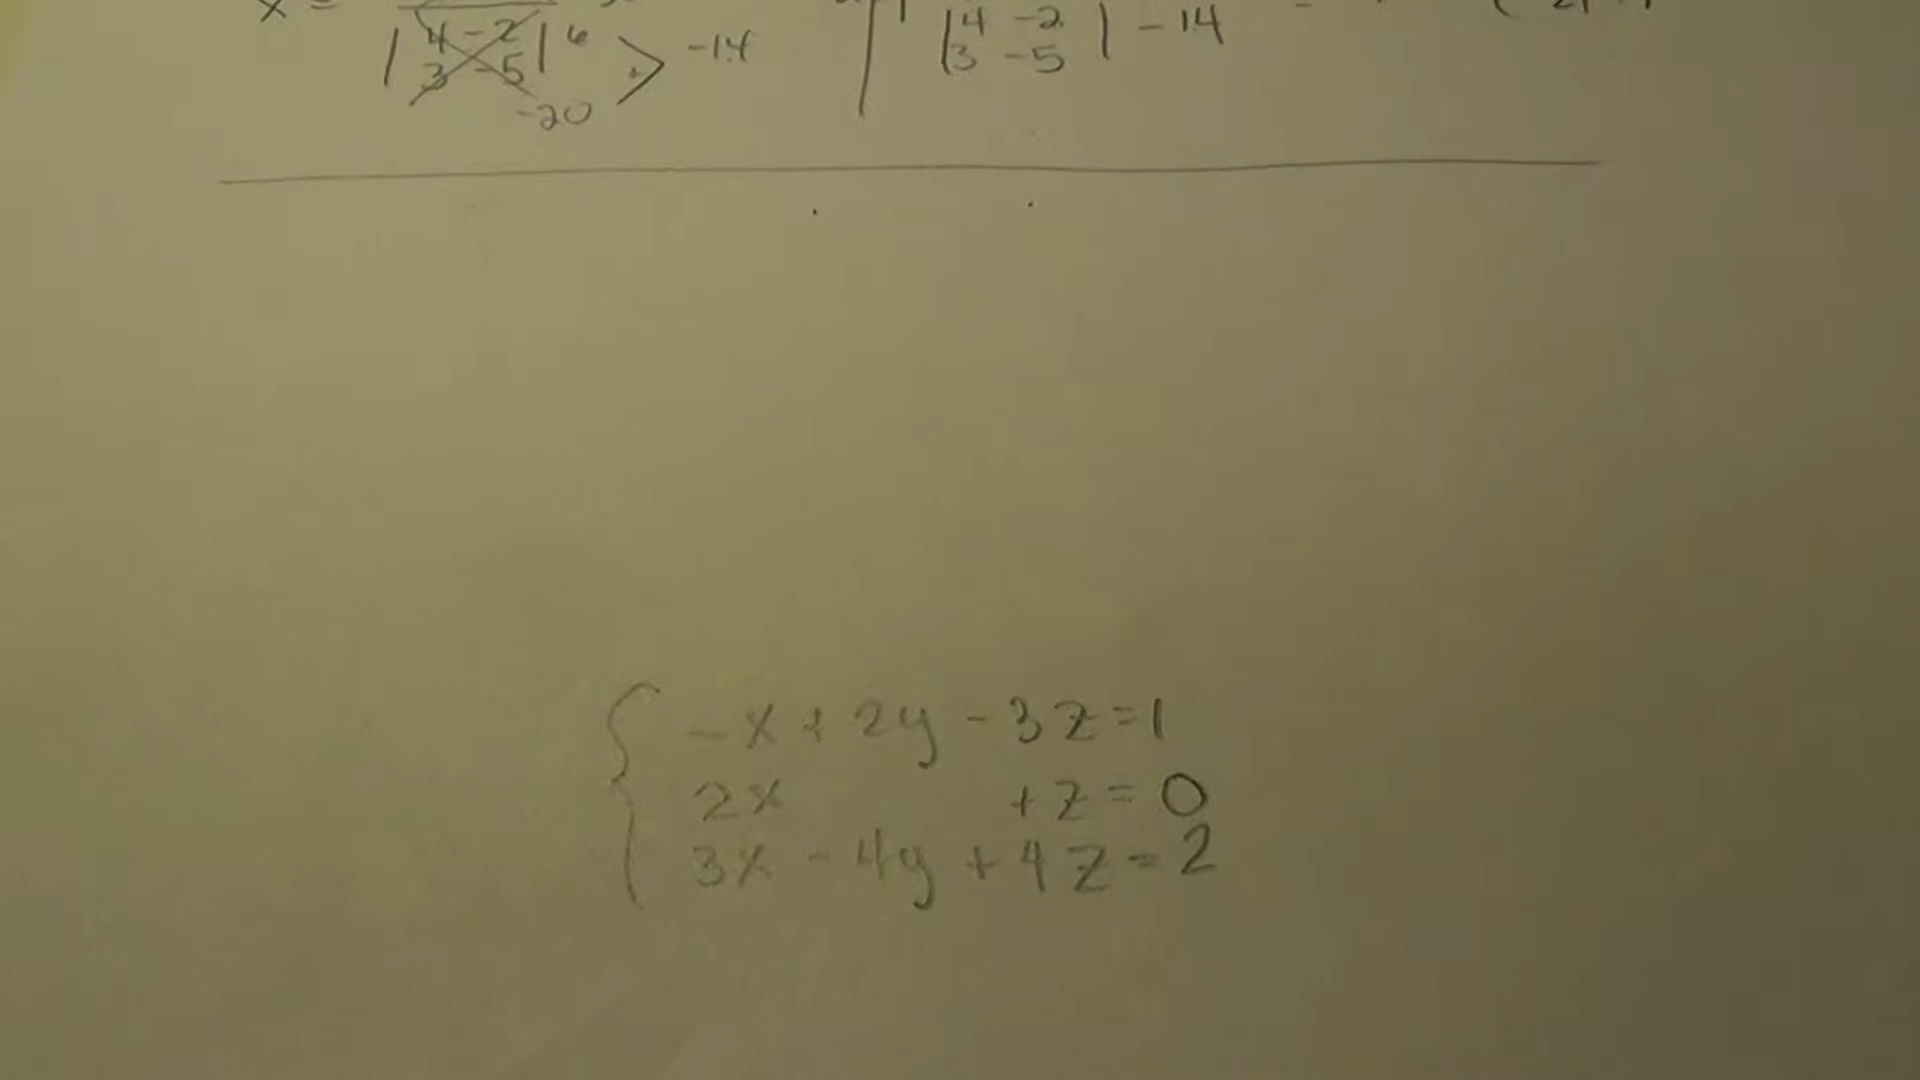 x =
| 4 -2 | 6
| 3 -5 | > -14
-20
| 4 -2 | -14
| 3 -5 |
{ -x + 2y - 3z = 1
2x + z = 0
3x - 4y + 4z = 2